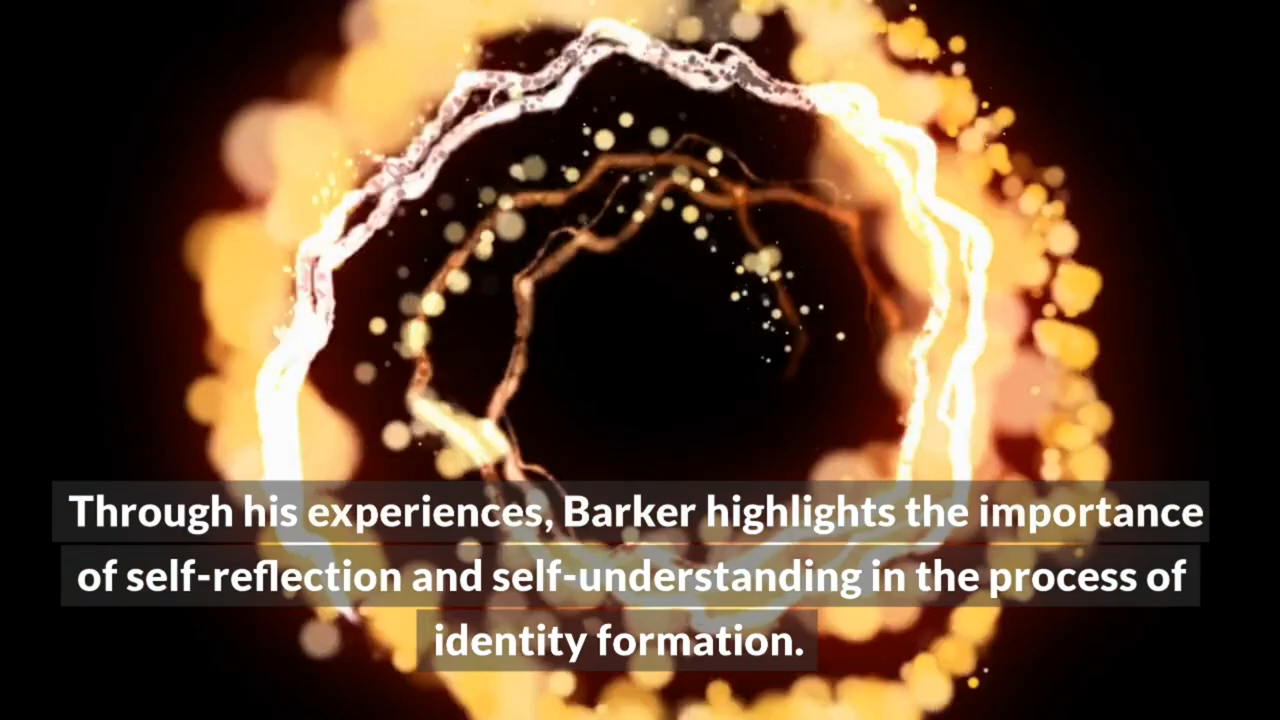 Through his experiences, Barker highlights the importance
of self-reflection and self-understanding in the process of
identity formation.